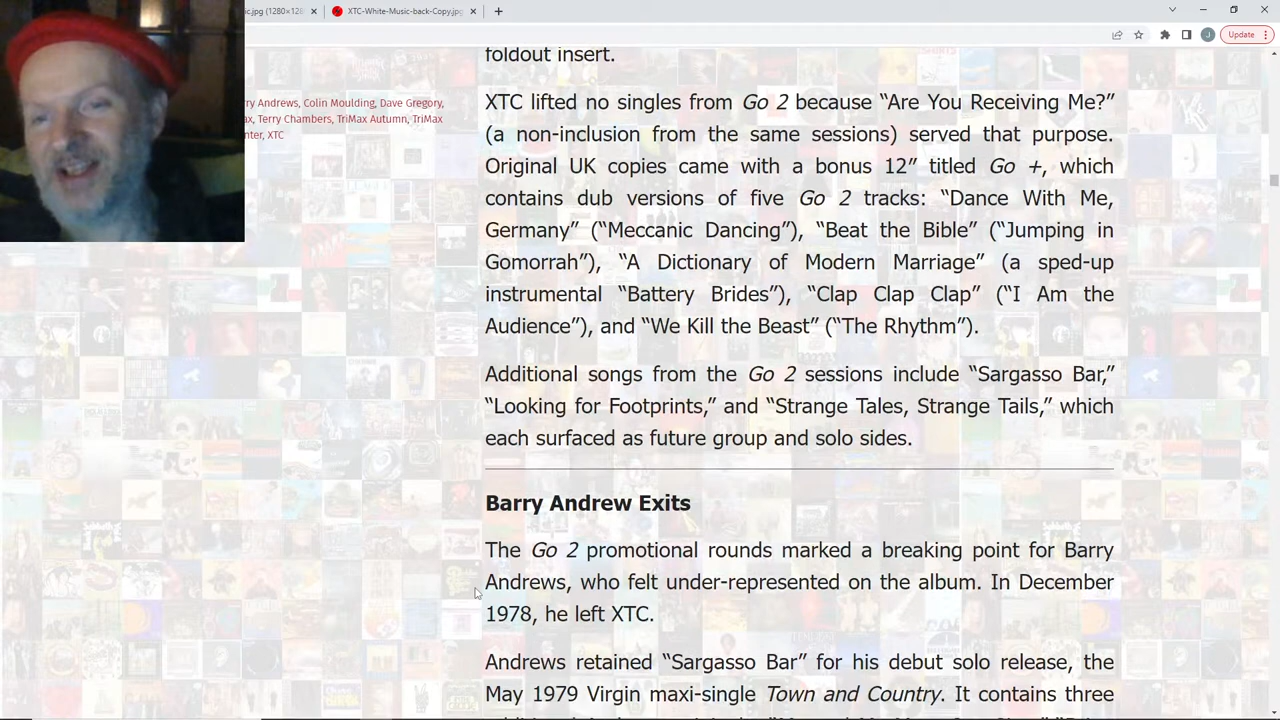 ic.jpg (1280×128
XTC-White-Music-back-Copy.jpg
Update
foldout insert.
rry Andrews, Colin Moulding, Dave Gregory,
ax, Terry Chambers, TriMax Autumn, TriMax
nter, XTC
XTC lifted no singles from Go 2 because “Are You Receiving Me?”
(a non-inclusion from the same sessions) served that purpose.
Original UK copies came with a bonus 12″ titled Go +, which
contains dub versions of five Go 2 tracks: “Dance With Me,
Germany” (“Meccanic Dancing”), “Beat the Bible” (“Jumping in
Gomorrah”), “A Dictionary of Modern Marriage” (a sped-up
instrumental “Battery Brides”), “Clap Clap Clap” (“I Am the
Audience”), and “We Kill the Beast” (“The Rhythm”).
Additional songs from the Go 2 sessions include “Sargasso Bar,”
“Looking for Footprints,” and “Strange Tales, Strange Tails,” which
each surfaced as future group and solo sides.
Barry Andrew Exits
The Go 2 promotional rounds marked a breaking point for Barry
Andrews, who felt under-represented on the album. In December
1978, he left XTC.
Andrews retained “Sargasso Bar” for his debut solo release, the
May 1979 Virgin maxi-single Town and Country. It contains three